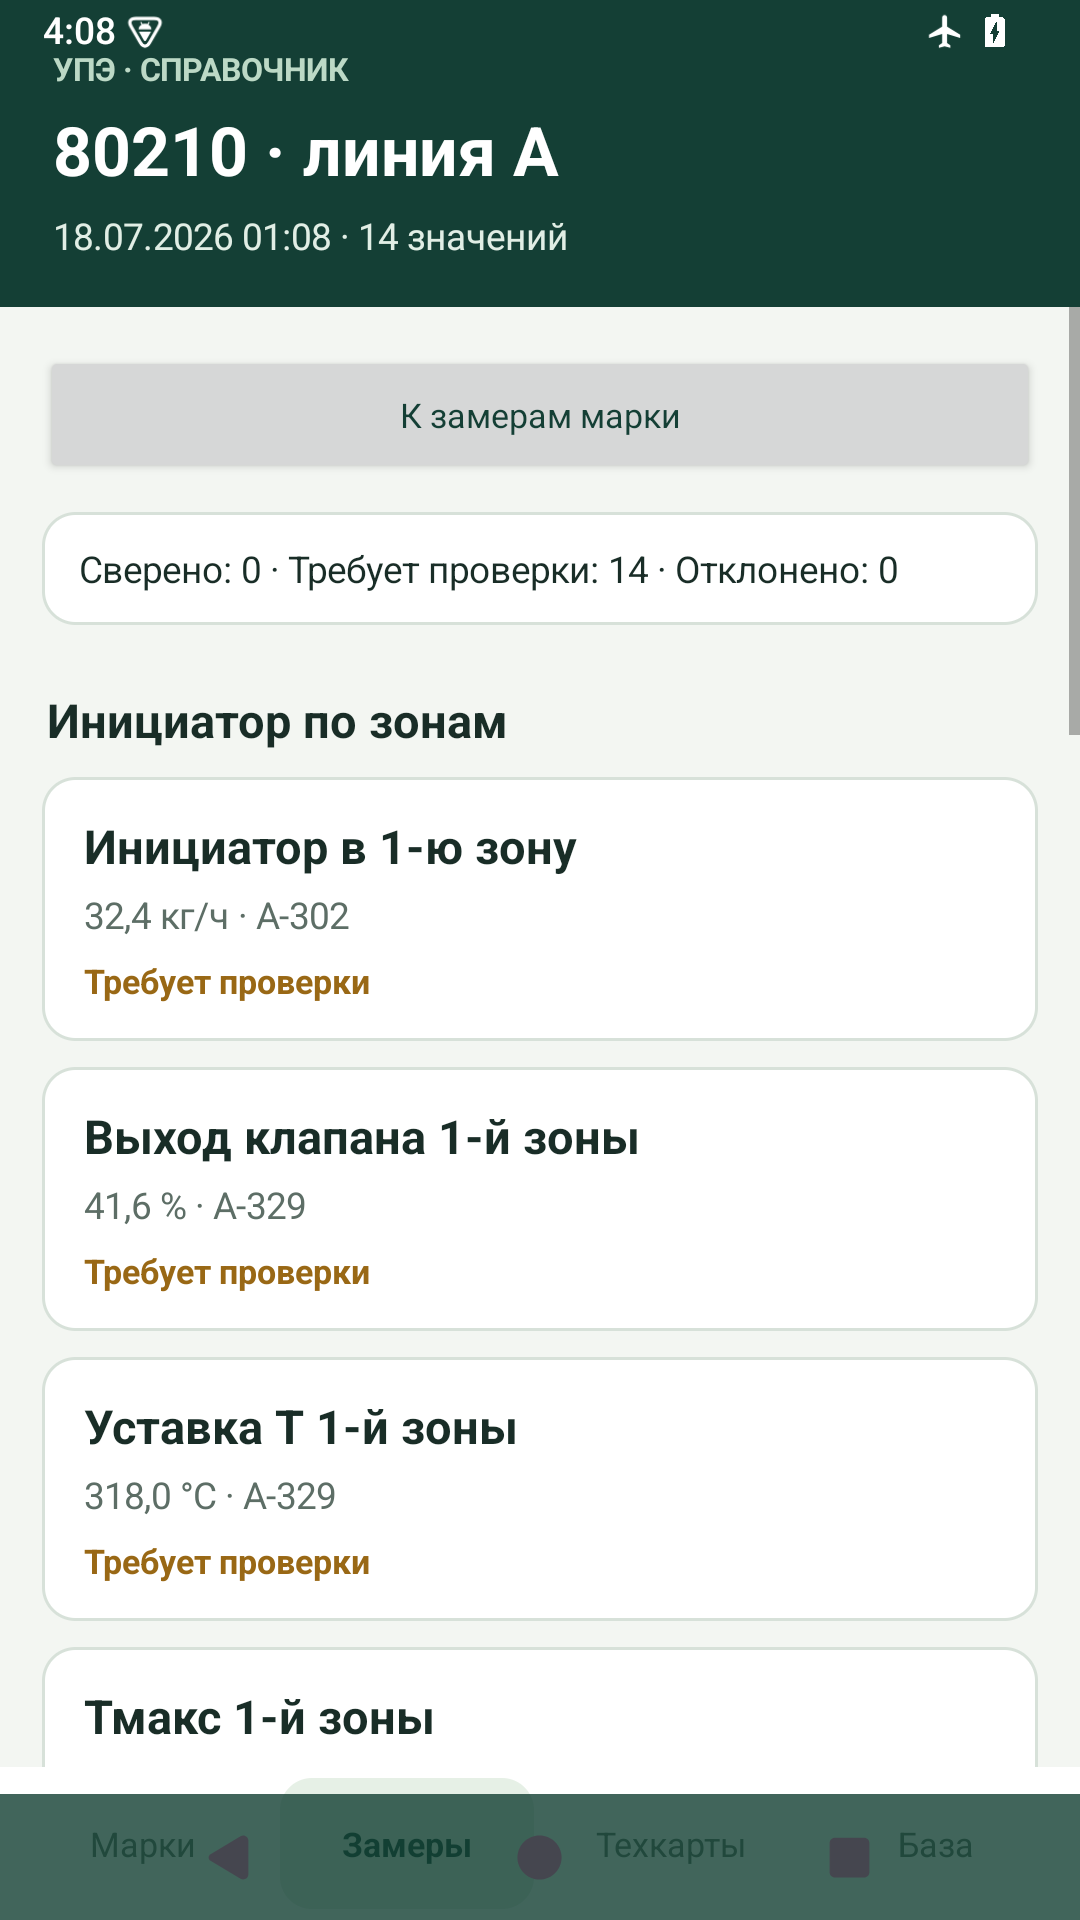 4:08
УПЭ · СПРАВОЧНИК
80210 · линия А
18.07.2026 01:08 · 14 значений
К замерам марки
Сверено: 0 · Требует проверки: 14 · Отклонено: 0
Инициатор по зонам
Инициатор в 1-ю зону
32,4 кг/ч · А-302
Требует проверки
Выход клапана 1-й зоны
41,6 % · А-329
Требует проверки
Уставка Т 1-й зоны
318,0 °C · А-329
Требует проверки
Тмакс 1-й зоны
Марки Замеры Техкарты База